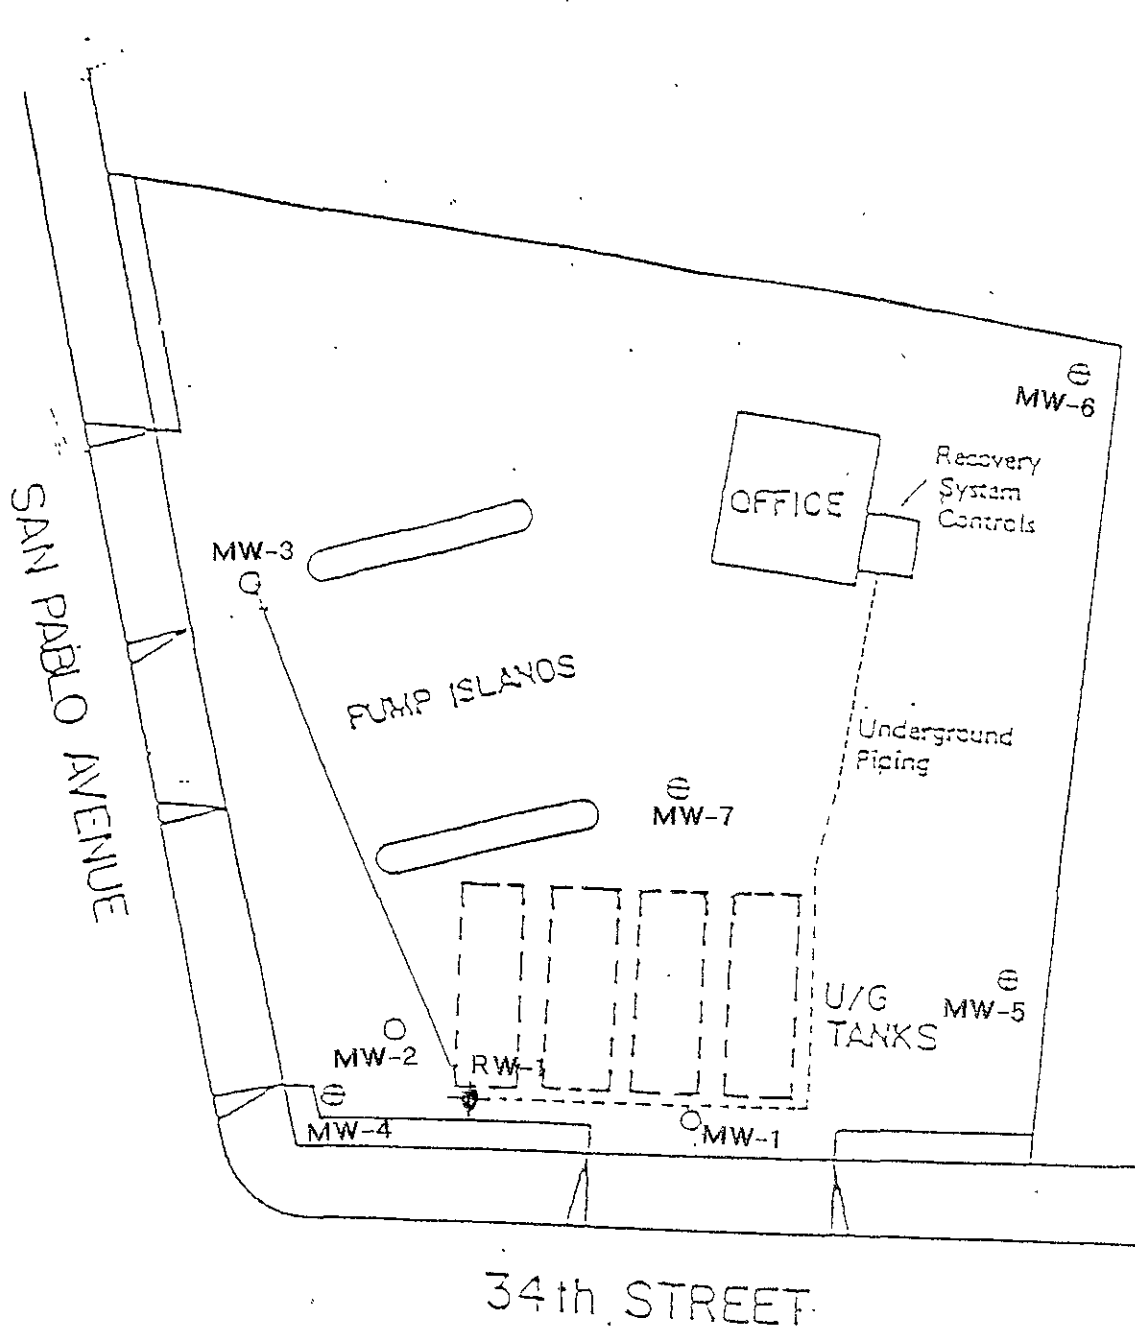 MW-6
Recovery
System
Controls
OFFICE
MW-3
SAN PABLO AVENUE
PUMP ISLANDS
Underground
Piping
MW-7
U/G
TANKS
MW-5
MW-2
RW-1
MW-4
MW-1
34th STREET